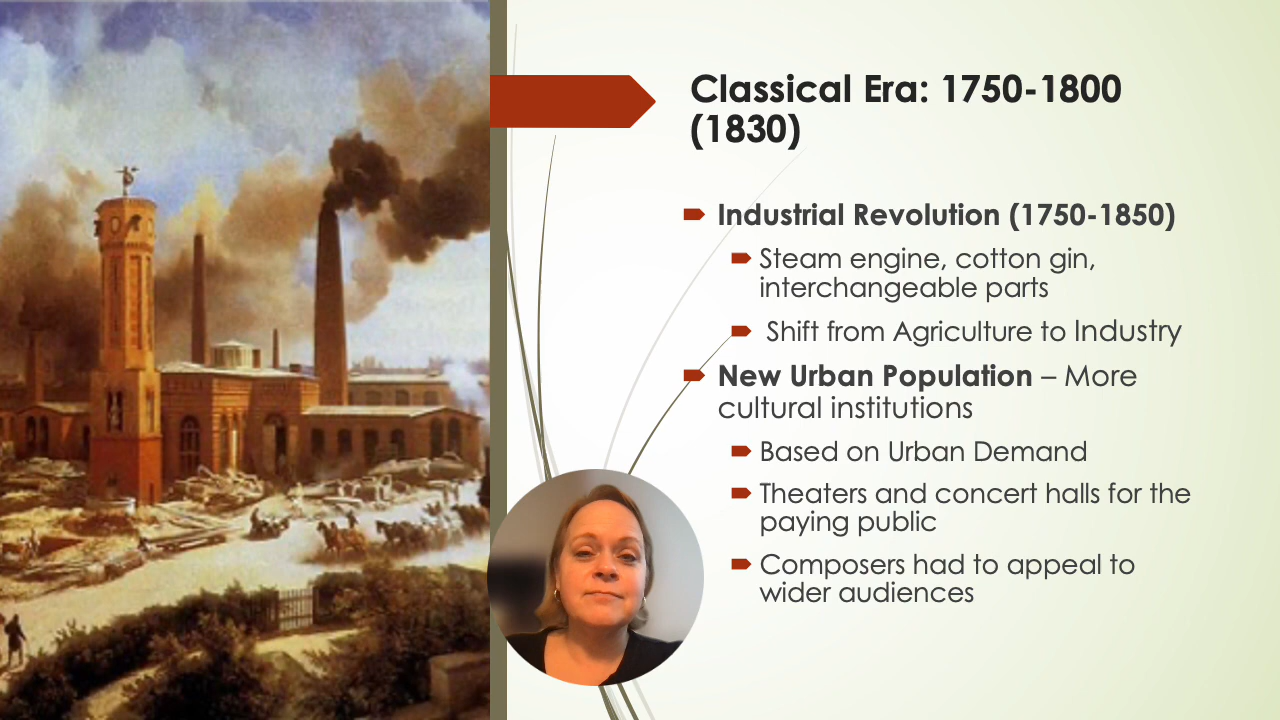 Classical Era: 1750-1800
(1830)
Industrial Revolution (1750-1850)
Steam engine, cotton gin,
interchangeable parts
Shift from Agriculture to Industry
New Urban Population – More
cultural institutions
Based on Urban Demand
Theaters and concert halls for the
paying public
Composers had to appeal to
wider audiences